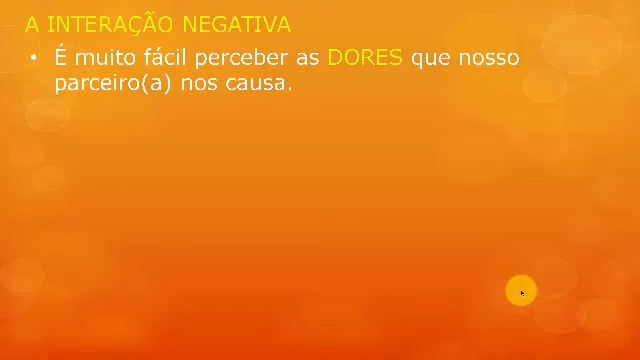 A INTERAÇÃO NEGATIVA
• É muito fácil perceber as DORES que nosso
parceiro(a) nos causa.